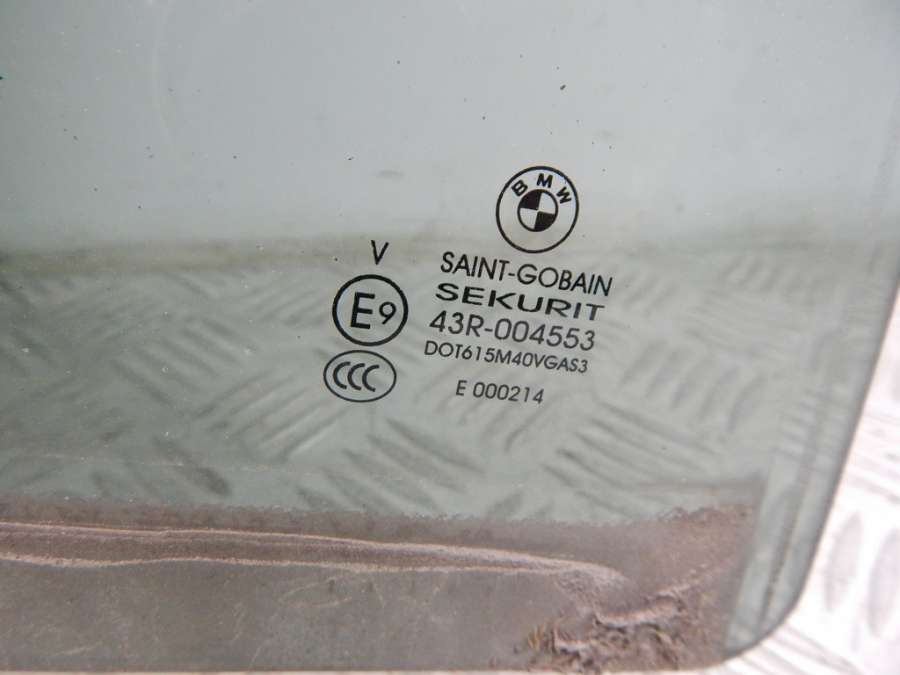 BMW
V
SAINT-GOBAIN
SEKURIT
E9
43R-004553
DOT615M40VGAS3
CCC
E 000214